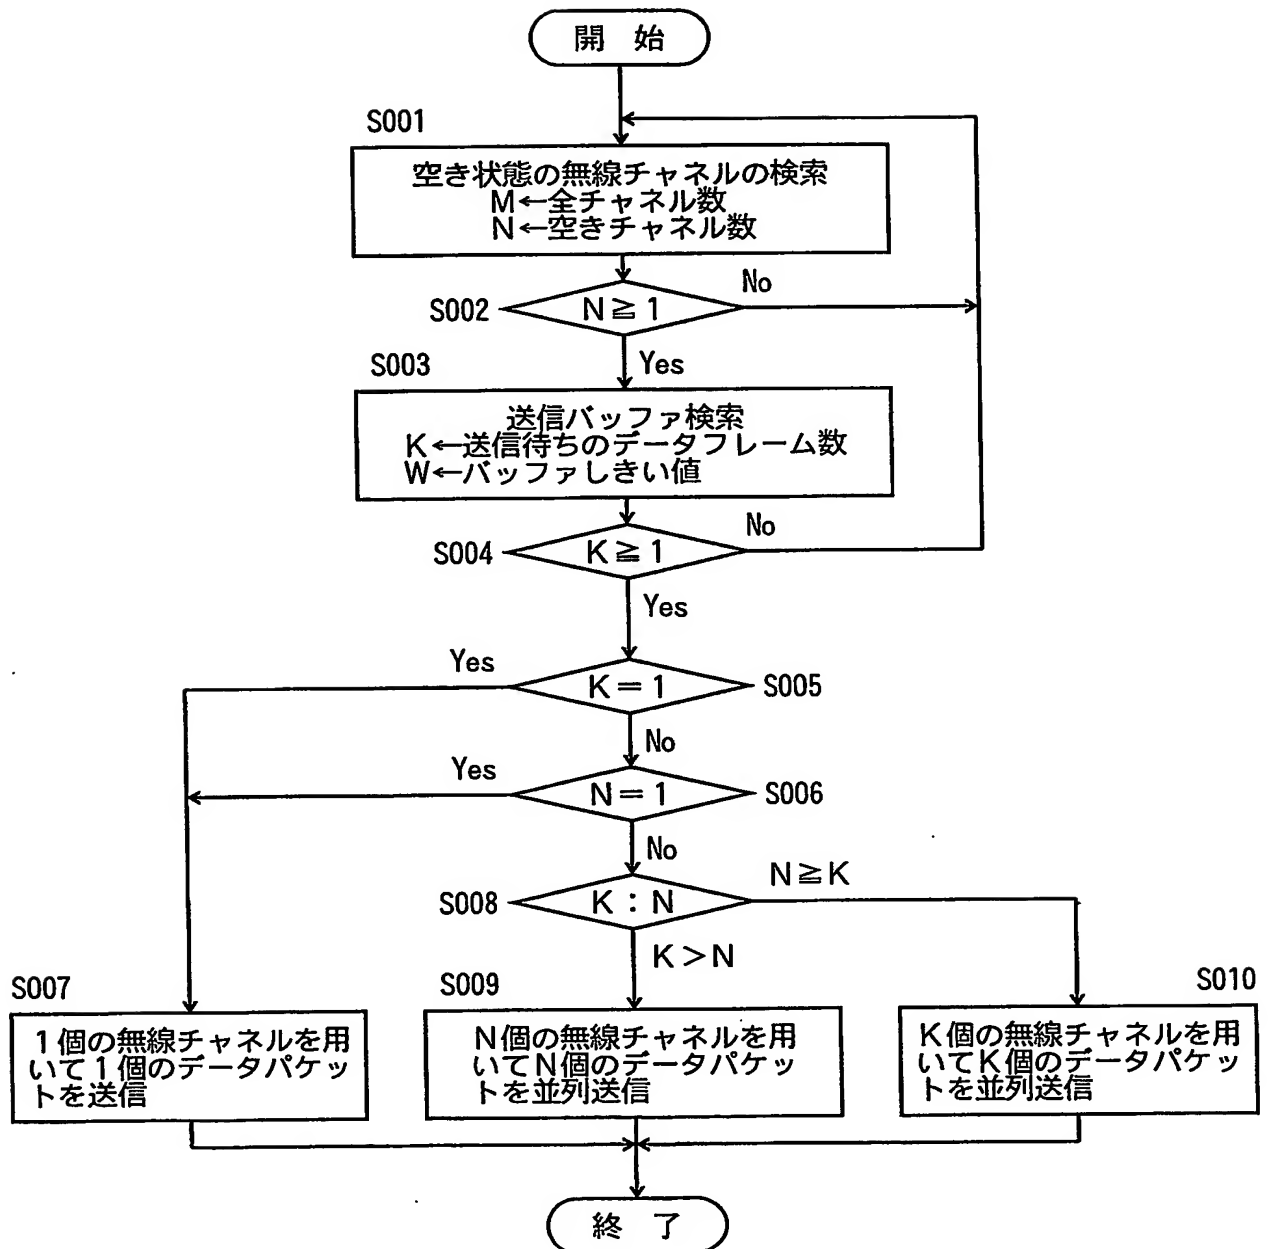 開 始
S001
空き状態の無線チャネルの検索
M←全チャネル数
N←空きチャネル数
No
S002
N≧1
Yes
S003
送信バッファ検索
K←送信待ちのデータフレーム数
W←バッファしきい値
No
S004
K≧1
Yes
Yes
K=1
S005
No
Yes
N=1
S006
No
N≧K
S008
K:N
K>N
S007
1個の無線チャネルを用
いて1個のデータパケッ
トを送信
S009
N個の無線チャネルを用
いてN個のデータパケッ
トを並列送信
S010
K個の無線チャネルを用
いてK個のデータパケッ
トを並列送信
終 了